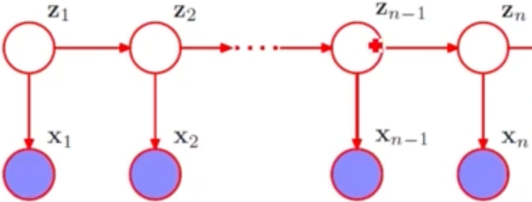 z₁ z₂ zₙ₋₁ zₙ
x₁ x₂ xₙ₋₁ xₙ